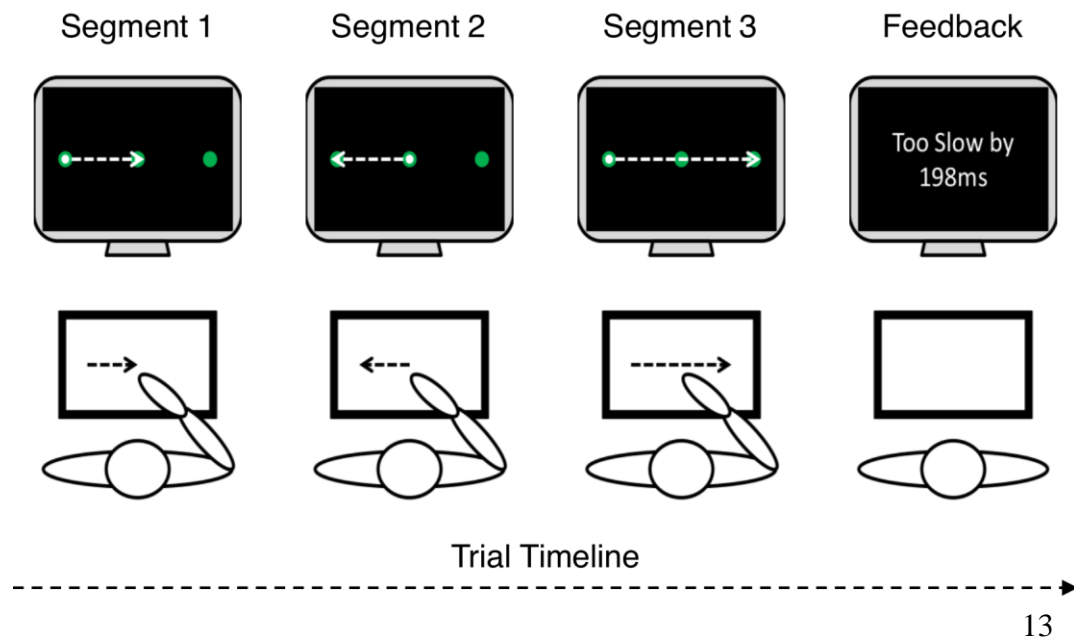 Segment 1
Segment 2
Segment 3
Feedback
Too Slow by
198ms
Trial Timeline
13